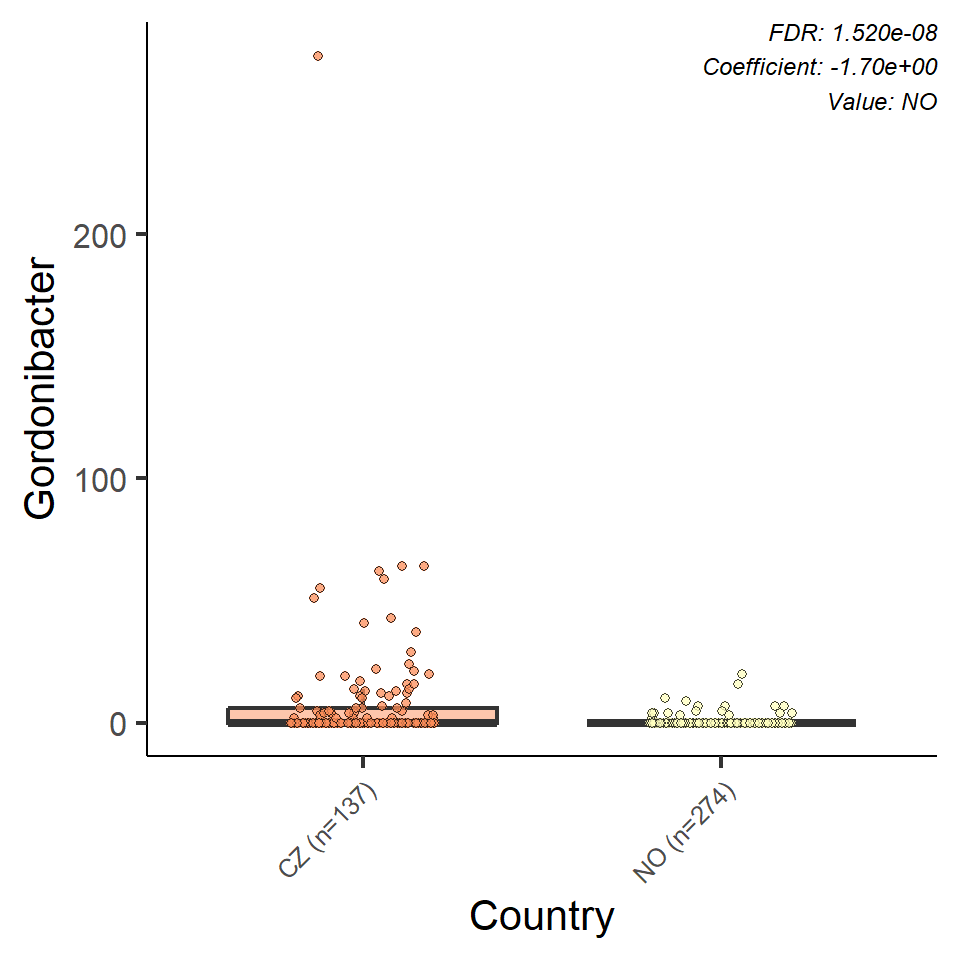 FDR: 1.520e-08
Coefficient: -1.70e+00
Value: NO
Gordonibacter
200
100
0
CZ (n=137)
NO (n=274)
Country